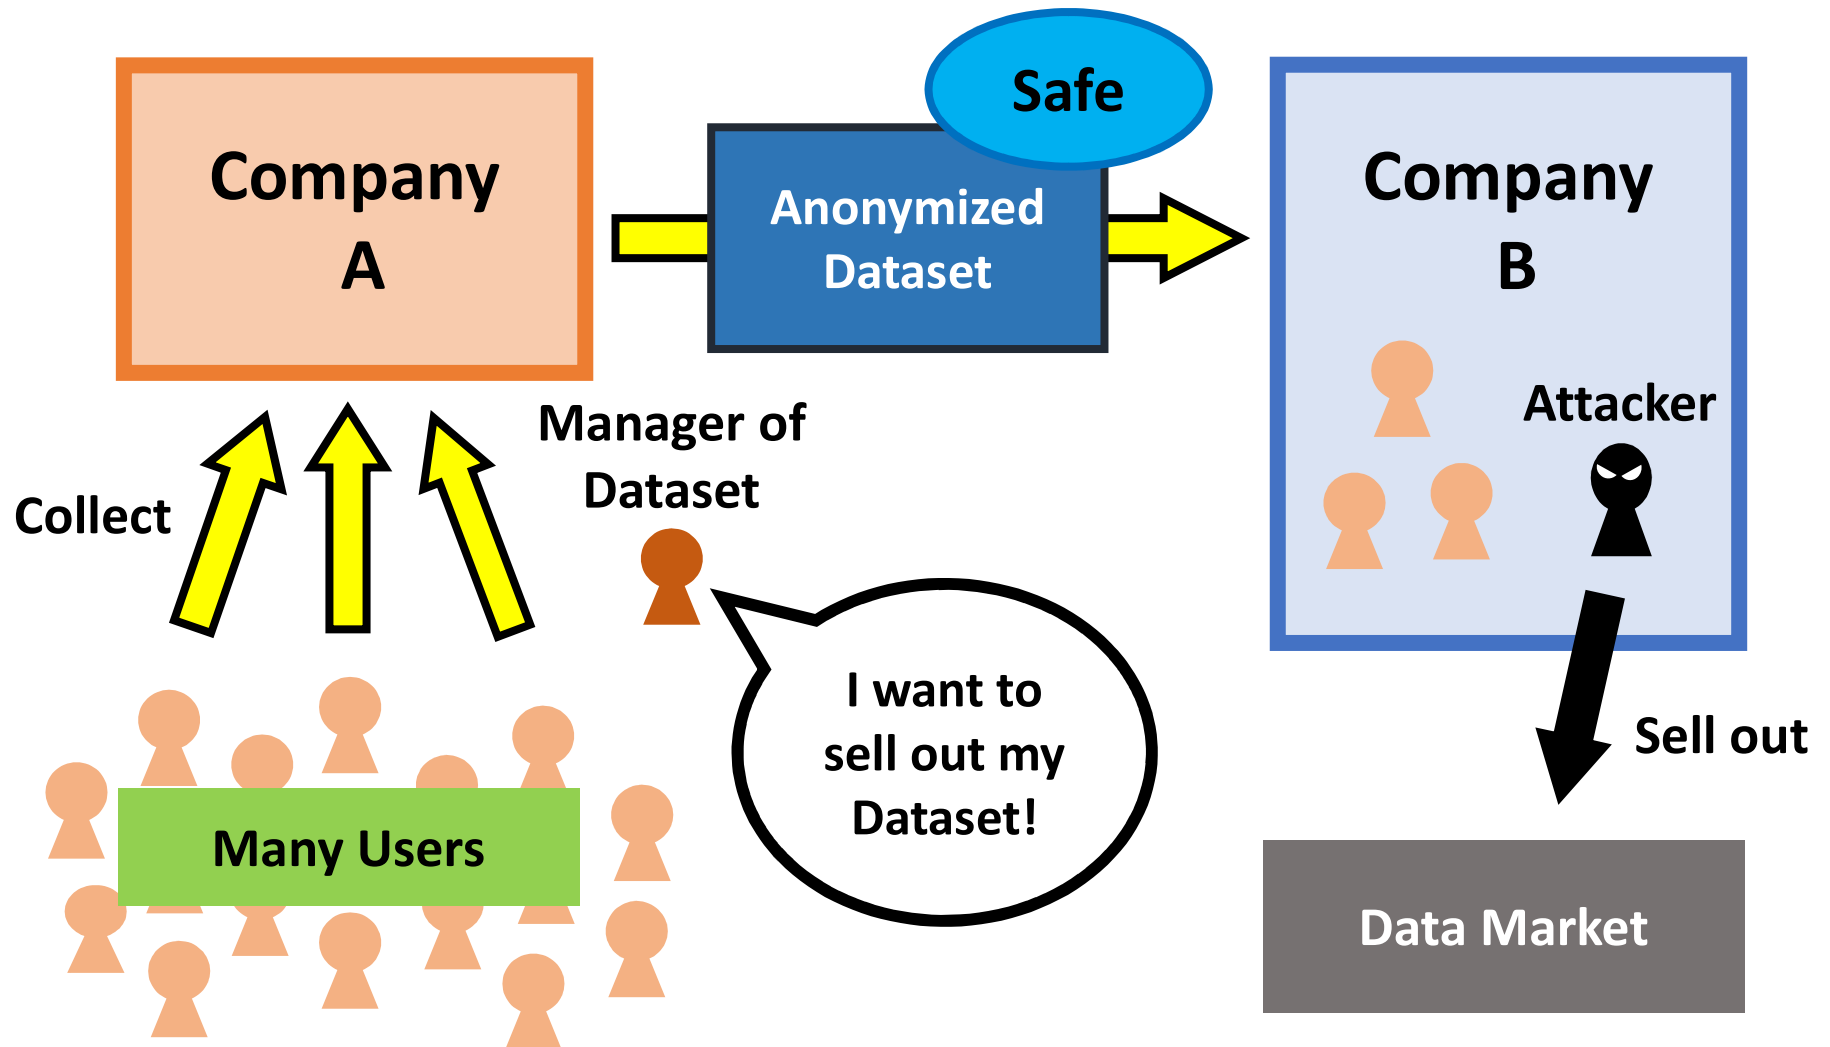 Safe
Company
A
Anonymized
Dataset
Company
B
Attacker
Manager of
Dataset
Collect
I want to
sell out my
Dataset!
Sell out
Many Users
Data Market